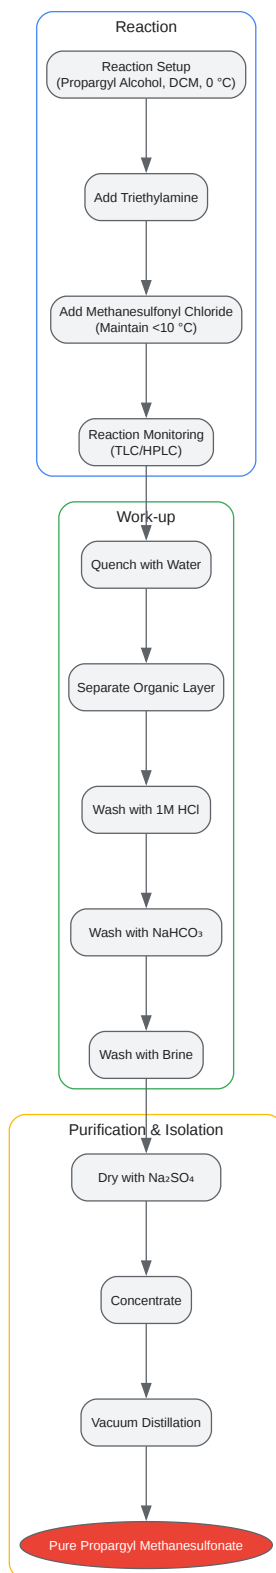 Reaction
Reaction Setup
(Propargyl Alcohol, DCM, 0 °C)
Add Triethylamine
Add Methanesulfonyl Chloride
(Maintain <10 °C)
Reaction Monitoring
(TLC/HPLC)
Work-up
Quench with Water
Separate Organic Layer
Wash with 1M HCl
Wash with NaHCO₃
Wash with Brine
Purification & Isolation
Dry with Na₂SO₄
Concentrate
Vacuum Distillation
Pure Propargyl Methanesulfonate